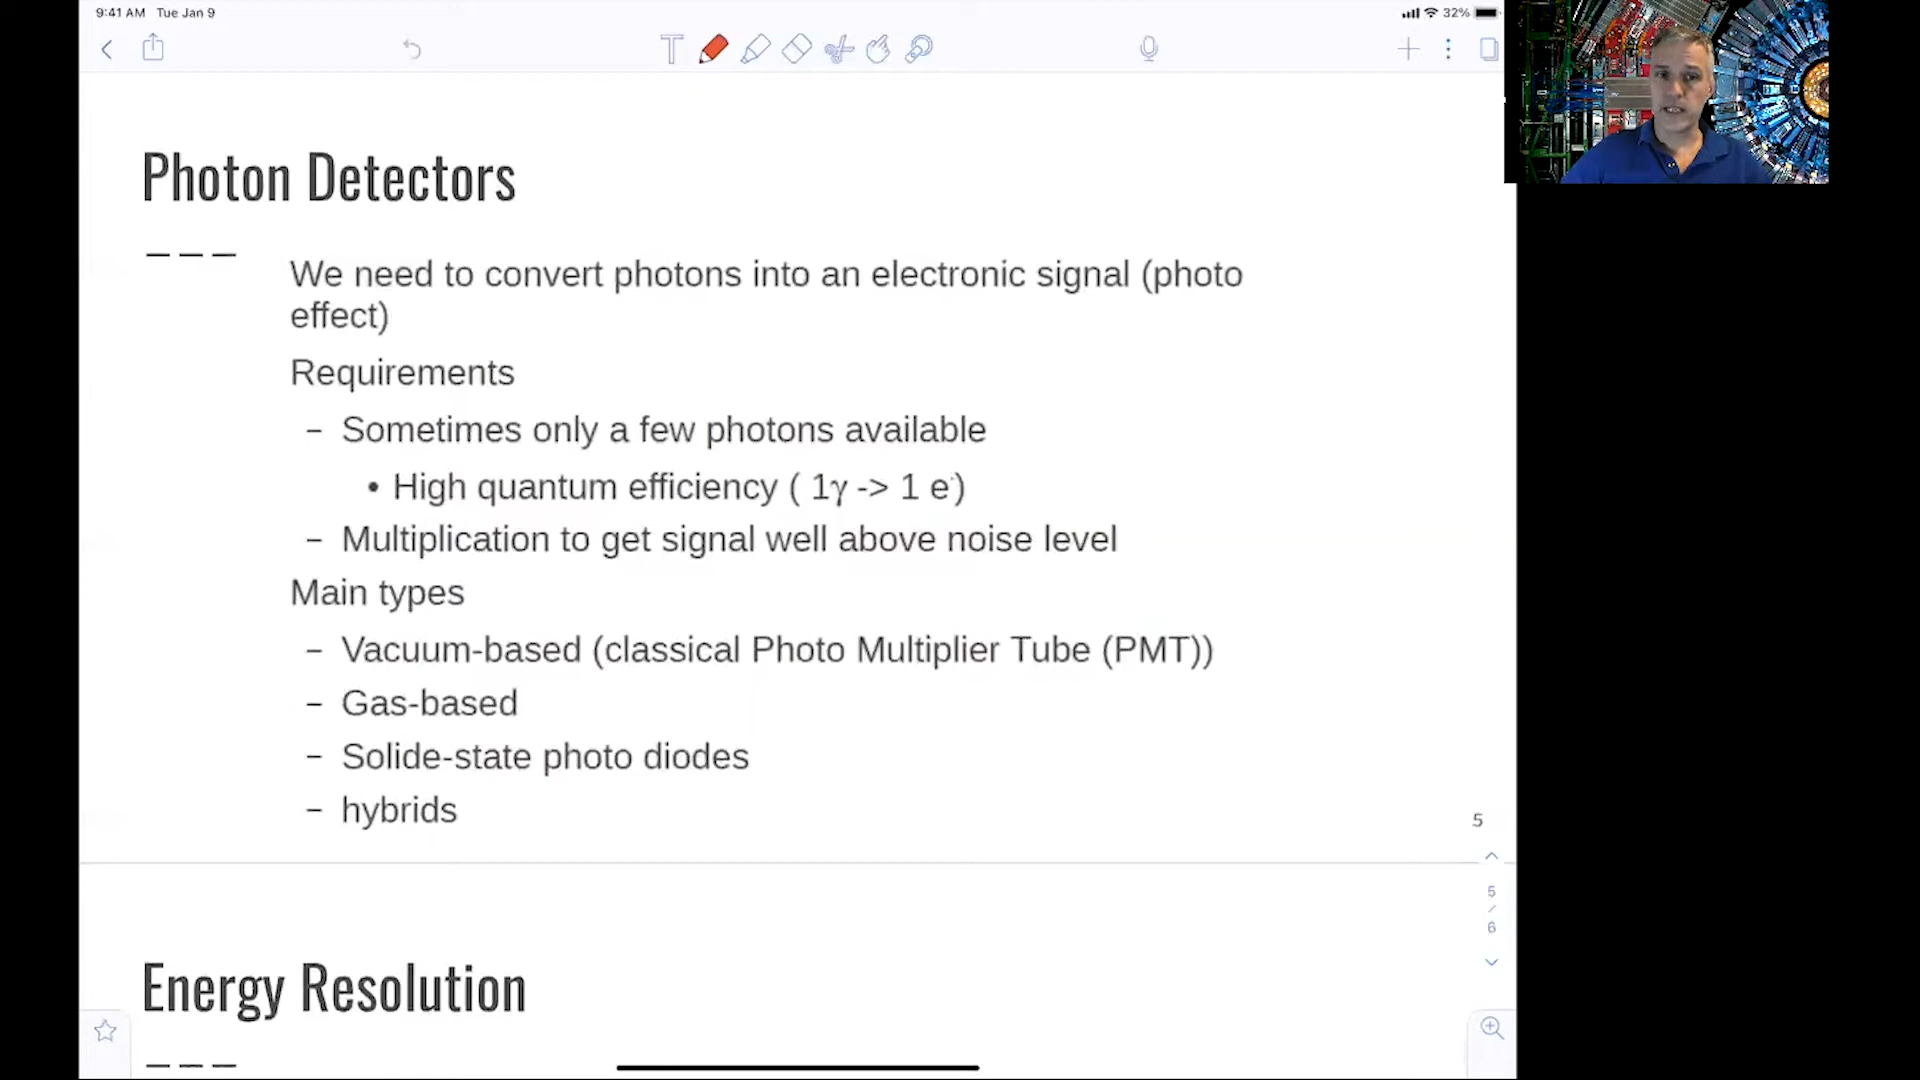 9:41 AM Tue Jan 9
32%
Photon Detectors
We need to convert photons into an electronic signal (photo
effect)
Requirements
– Sometimes only a few photons available
• High quantum efficiency ( 1γ -> 1 e-)
– Multiplication to get signal well above noise level
Main types
– Vacuum-based (classical Photo Multiplier Tube (PMT))
– Gas-based
– Solide-state photo diodes
– hybrids
5
5
/
6
Energy Resolution